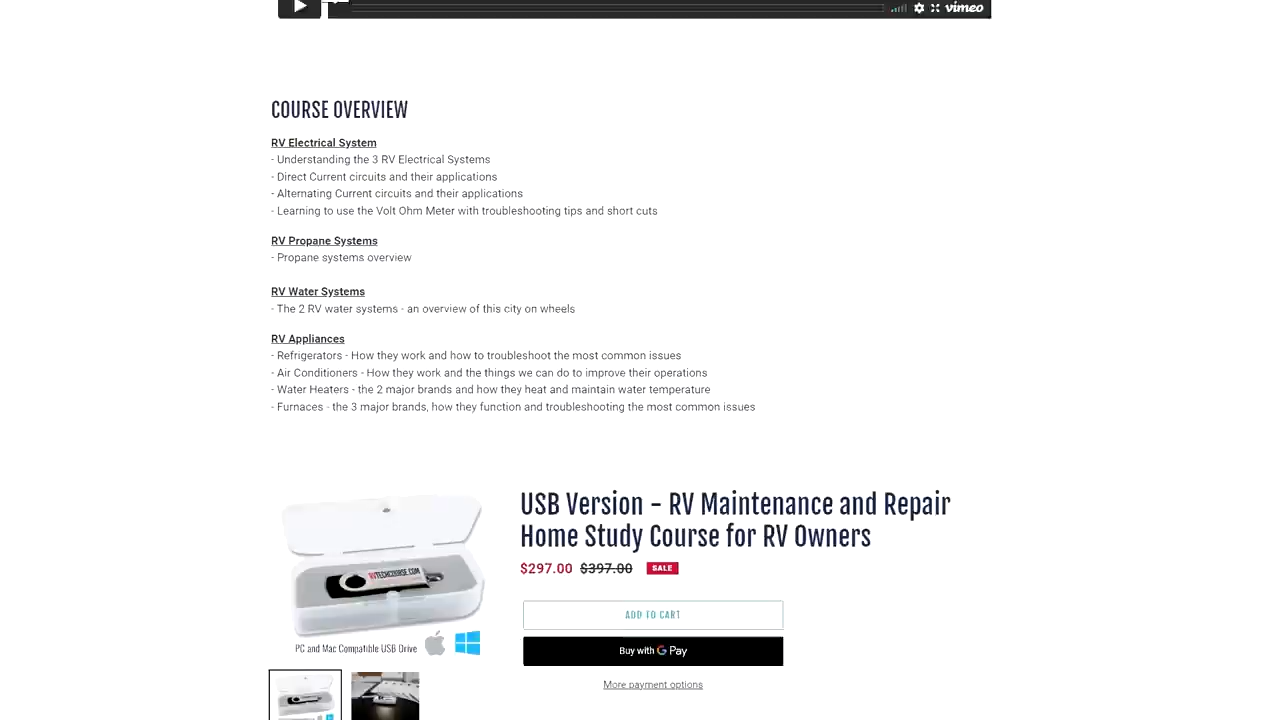 vimeo
COURSE OVERVIEW
RV Electrical System
- Understanding the 3 RV Electrical Systems
- Direct Current circuits and their applications
- Alternating Current circuits and their applications
- Learning to use the Volt Ohm Meter with troubleshooting tips and short cuts
RV Propane Systems
- Propane systems overview
RV Water Systems
- The 2 RV water systems - an overview of this city on wheels
RV Appliances
- Refrigerators - How they work and how to troubleshoot the most common issues
- Air Conditioners - How they work and the things we can do to improve their operations
- Water Heaters - the 2 major brands and how they heat and maintain water temperature
- Furnaces - the 3 major brands, how they function and troubleshooting the most common issues
USB Version - RV Maintenance and Repair
Home Study Course for RV Owners
$297.00 $397.00 SALE
RVTECHCOURSE.COM
ADD TO CART
PC and Mac Compatible USB Drive
Buy with G Pay
More payment options